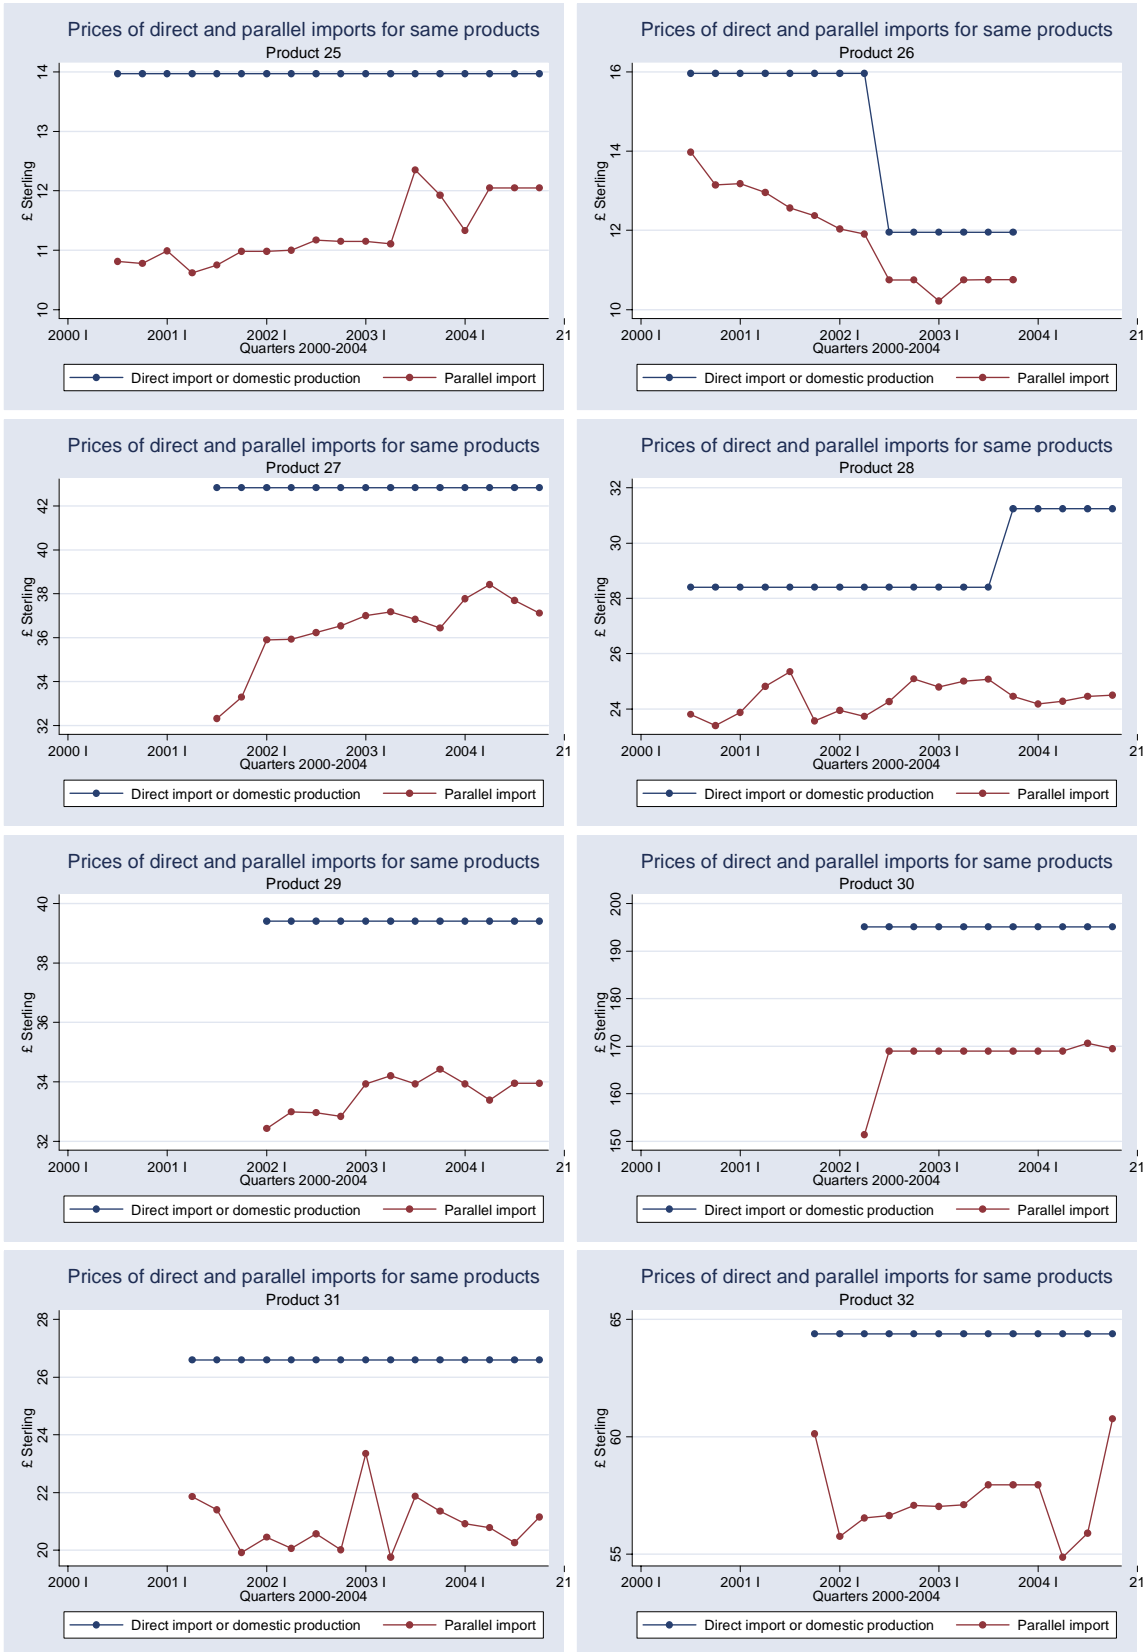 Prices of direct and parallel imports for same products
Product 25
14
13
12
11
10
£ Sterling
2000 I 2001 I 2002 I 2003 I 2004 I 21
Quarters 2000-2004
Direct import or domestic production Parallel import
Prices of direct and parallel imports for same products
Product 26
16
14
12
10
£ Sterling
2000 I 2001 I 2002 I 2003 I 2004 I 21
Quarters 2000-2004
Direct import or domestic production Parallel import
Prices of direct and parallel imports for same products
Product 27
42
40
38
36
34
32
£ Sterling
2000 I 2001 I 2002 I 2003 I 2004 I 21
Quarters 2000-2004
Direct import or domestic production Parallel import
Prices of direct and parallel imports for same products
Product 28
32
30
28
26
24
£ Sterling
2000 I 2001 I 2002 I 2003 I 2004 I 21
Quarters 2000-2004
Direct import or domestic production Parallel import
Prices of direct and parallel imports for same products
Product 29
40
38
36
34
32
£ Sterling
2000 I 2001 I 2002 I 2003 I 2004 I 21
Quarters 2000-2004
Direct import or domestic production Parallel import
Prices of direct and parallel imports for same products
Product 30
200
190
180
170
160
150
£ Sterling
2000 I 2001 I 2002 I 2003 I 2004 I 21
Quarters 2000-2004
Direct import or domestic production Parallel import
Prices of direct and parallel imports for same products
Product 31
28
26
24
22
20
£ Sterling
2000 I 2001 I 2002 I 2003 I 2004 I 21
Quarters 2000-2004
Direct import or domestic production Parallel import
Prices of direct and parallel imports for same products
Product 32
65
60
55
£ Sterling
2000 I 2001 I 2002 I 2003 I 2004 I 21
Quarters 2000-2004
Direct import or domestic production Parallel import